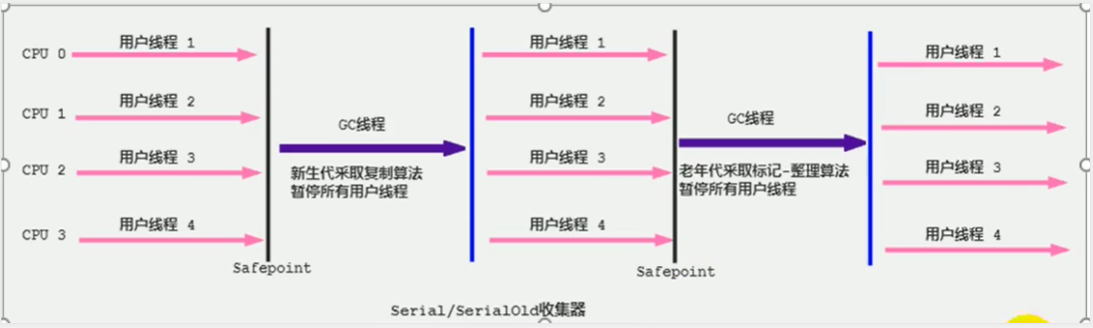 CPU 0 用户线程 1 用户线程 1 用户线程 1
CPU 1 用户线程 2 用户线程 2 用户线程 2
GC线程 GC线程
CPU 2 用户线程 3 用户线程 3 用户线程 3
新生代采取复制算法
暂停所有用户线程
老年代采取标记-整理算法
暂停所有用户线程
CPU 3 用户线程 4 用户线程 4 用户线程 4
Safepoint Safepoint
Serial/SerialOld收集器